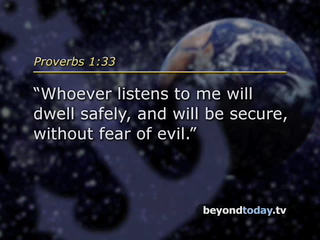 Proverbs 1:33
“Whoever listens to me will
dwell safely, and will be secure,
without fear of evil.”
beyondtoday.tv